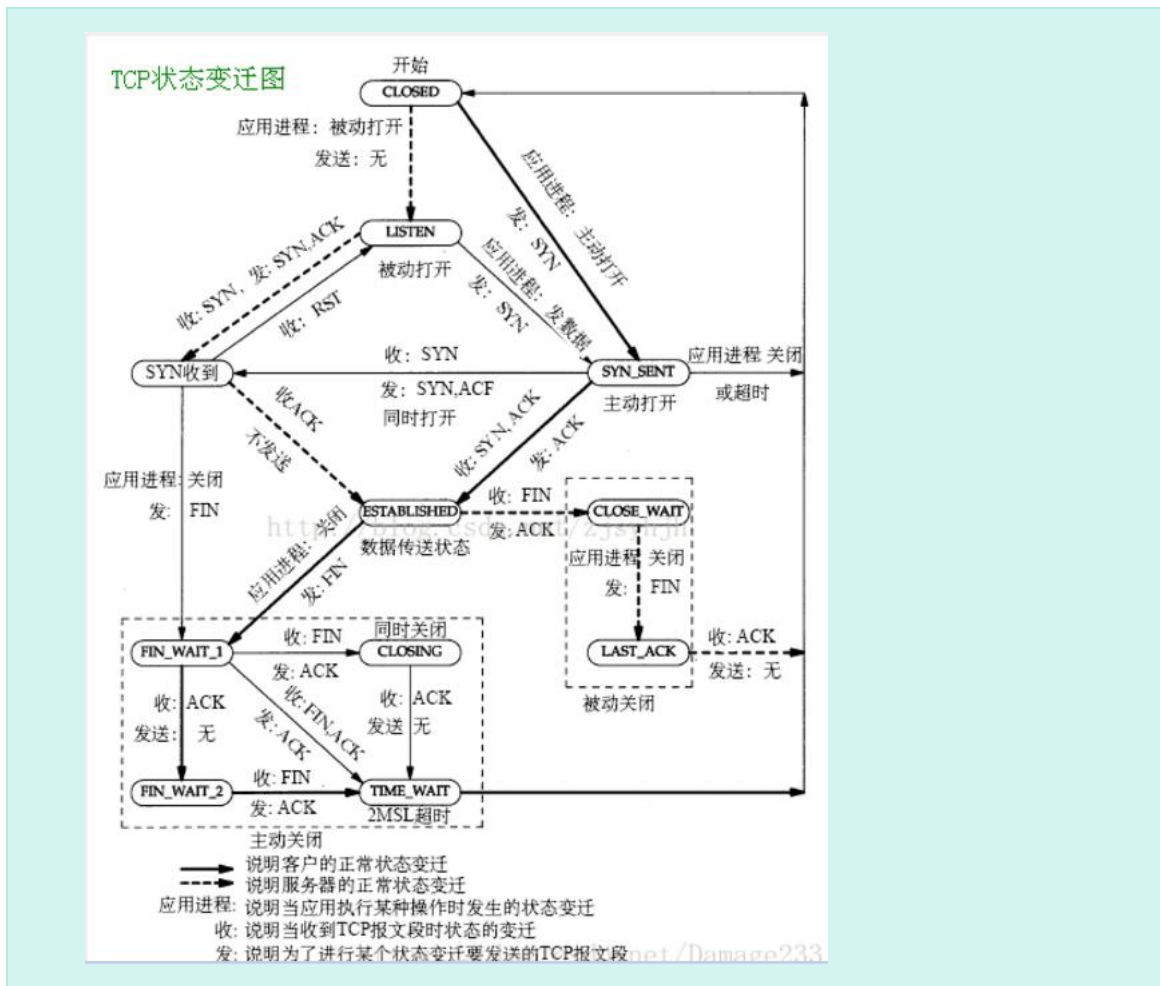 TCP状态变迁图
开始
CLOSED
应用进程：被动打开
发送：无
应用进程：主动打开
发：SYN
LISTEN
被动打开
收：SYN，发：SYN,ACK
收：RST
应用进程：发数据
发：SYN
SYN收到
收：SYN
发：SYN,ACF
同时打开
SYN_SENT
主动打开
应用进程:关闭
或超时
收ACK
不发送
收：SYN,ACK
发：ACK
应用进程:关闭
发: FIN
ESTABLISHED
数据传送状态
收：FIN
发：ACK
CLOSE_WAIT
应用进程 关闭
发: FIN
应用进程：关闭
发：FIN
LAST_ACK
收：ACK
发送：无
被动关闭
FIN_WAIT_1
收：FIN
发：ACK
同时关闭
CLOSING
收：ACK
发送：无
收：FIN,ACK
发：ACK
收：ACK
发送 无
FIN_WAIT_2
收：FIN
发：ACK
TIME_WAIT
2MSL超时
主动关闭
说明客户的正常状态变迁
说明服务器的正常状态变迁
应用进程: 说明当应用执行某种操作时发生的状态变迁
收: 说明当收到TCP报文段时状态的变迁
发: 说明为了进行某个状态变迁要发送的TCP报文段
net/Damage233